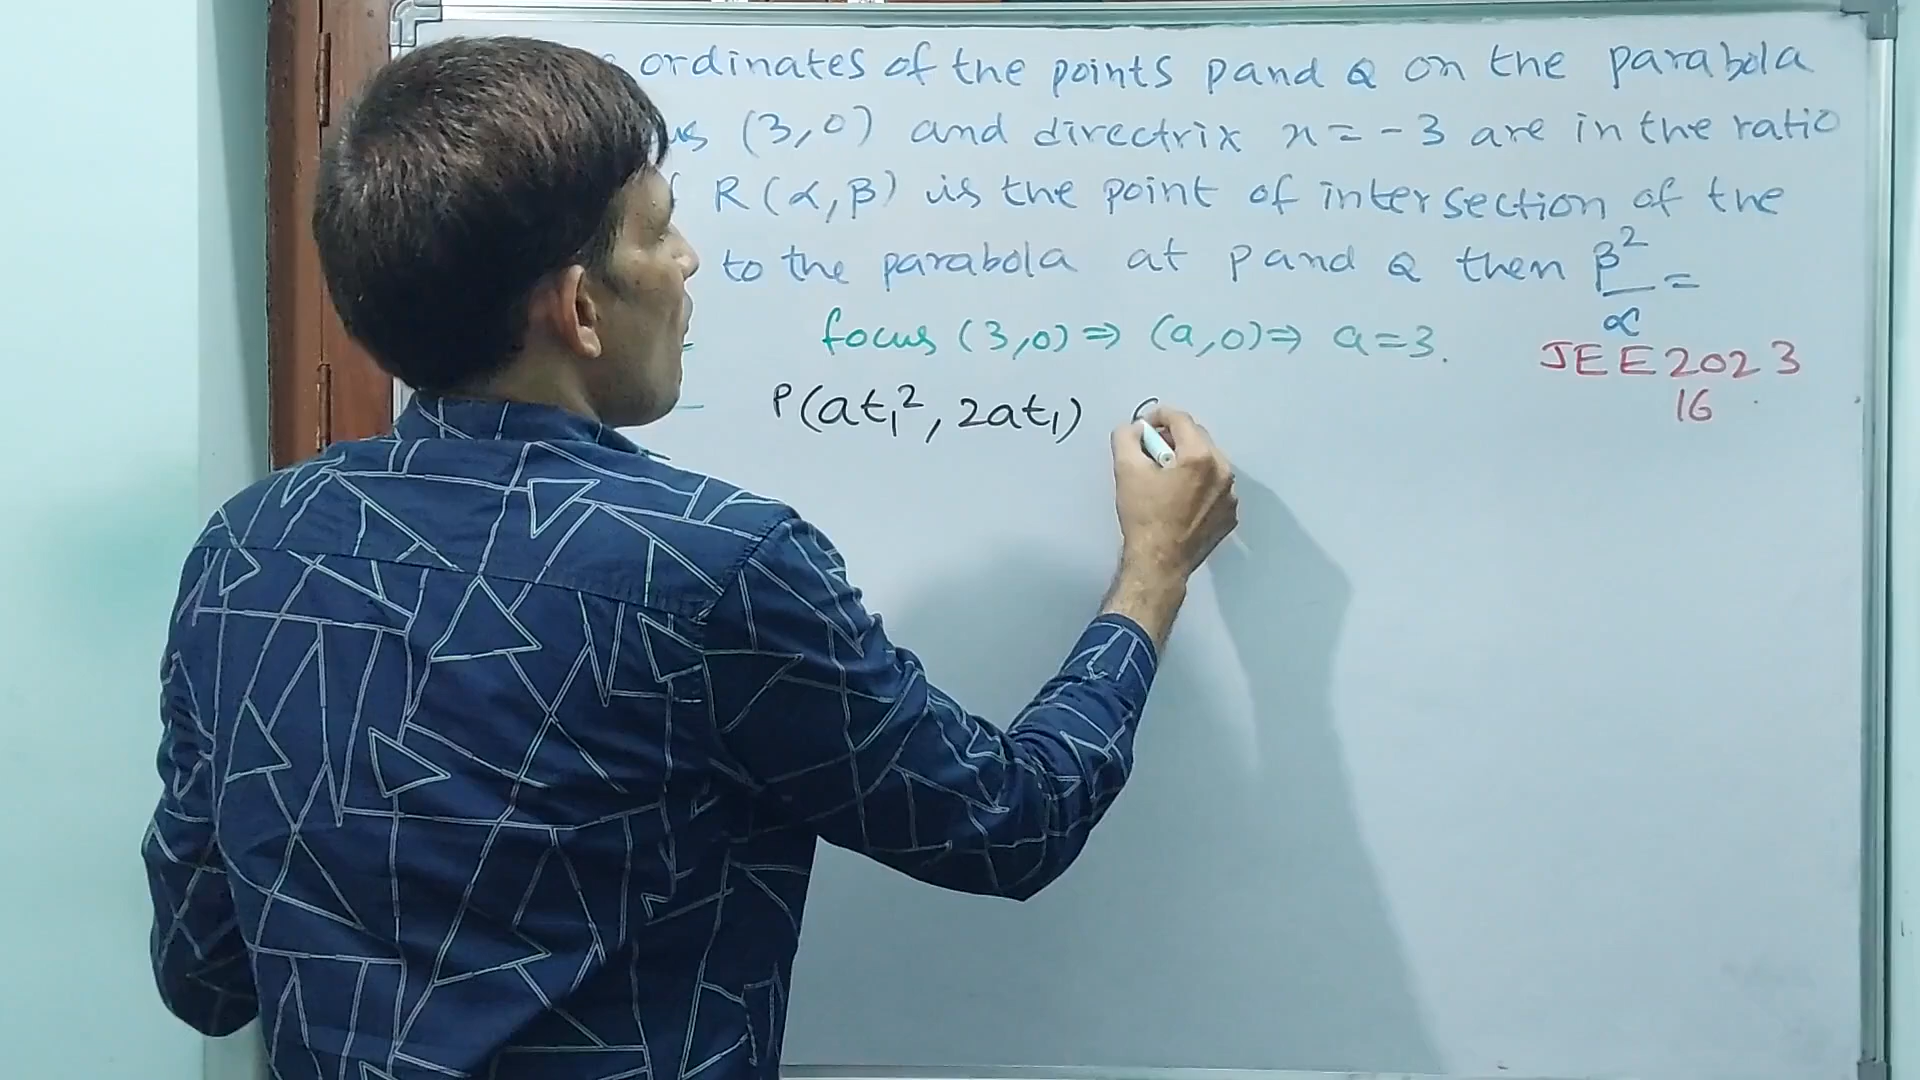 ordinates of the points P and Q on the parabola
us (3,0) and directrix x = -3 are in the ratio
R(α,β) is the point of intersection of the
to the parabola at P and Q then β²/α =
focus (3,0) ⇒ (a,0) ⇒ a=3.
JEE 2023
16
P(at₁², 2at₁)